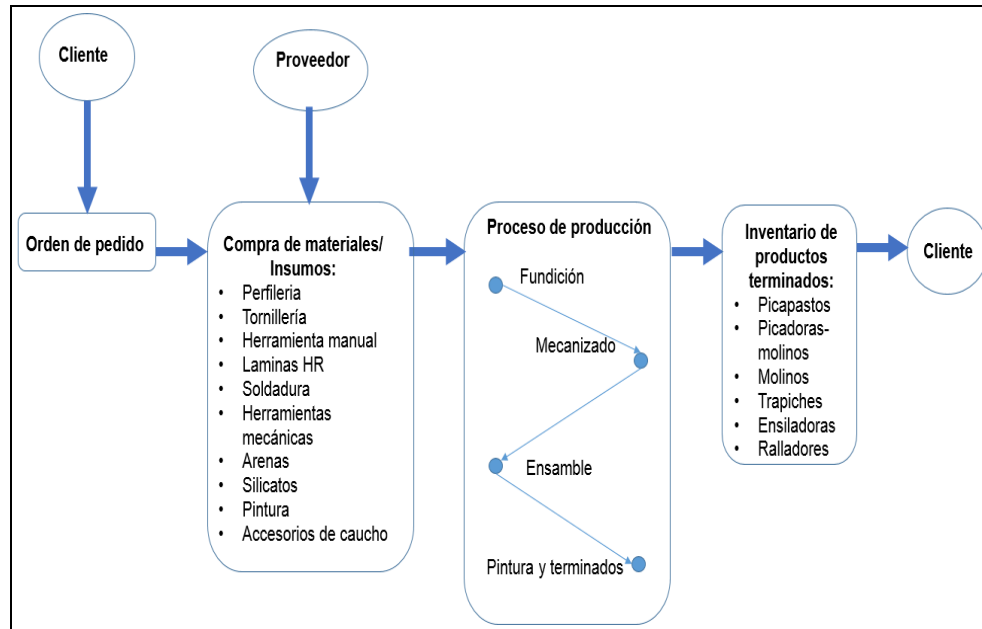 Cliente
Proveedor
Orden de pedido
Compra de materiales/
Insumos:
• Perfileria
• Tornillería
• Herramienta manual
• Laminas HR
• Soldadura
• Herramientas
mecánicas
• Arenas
• Silicatos
• Pintura
• Accesorios de caucho
Proceso de producción
Fundición
Mecanizado
Ensamble
Pintura y terminados
Inventario de
productos
terminados:
• Picapastos
• Picadoras-
molinos
• Molinos
• Trapiches
• Ensiladoras
• Ralladores
Cliente